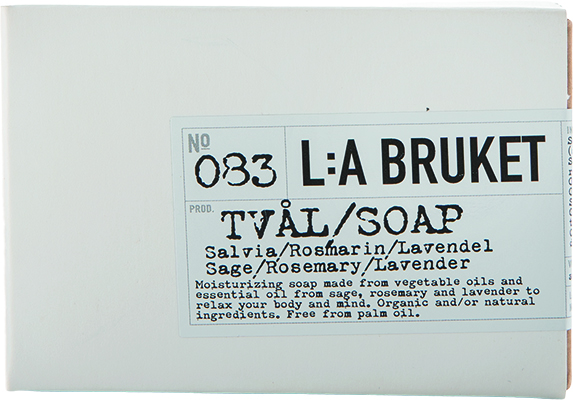 Nº
083
L:A BRUKET
PROD.
TVÅL/SOAP
Salvia/Rosmarin/Lavendel
Sage/Rosemary/Lavender
Moisturizing soap made from vegetable oils and
essential oil from sage, rosemary and lavender to
relax your body and mind. Organic and/or natural
ingredients. Free from palm oil.